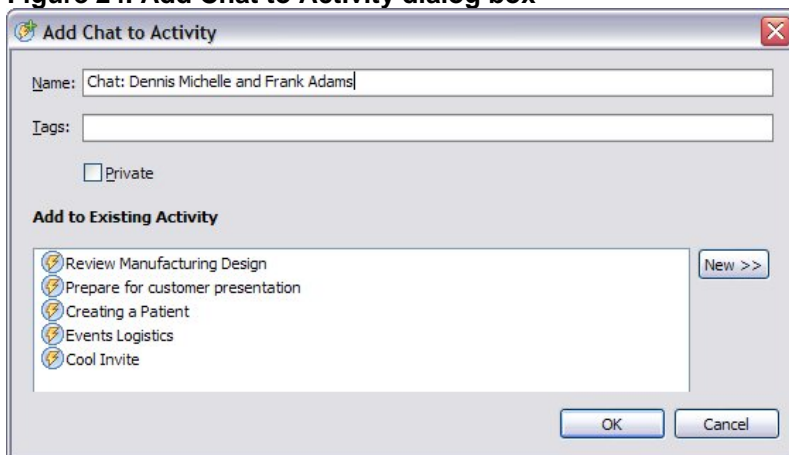 Figure 24. Add Chat to Activity dialog box
Add Chat to Activity
Name: Chat: Dennis Michelle and Frank Adams
Tags:
Private
Add to Existing Activity
Review Manufacturing Design
New >>
Prepare for customer presentation
Creating a Patient
Events Logistics
Cool Invite
OK Cancel